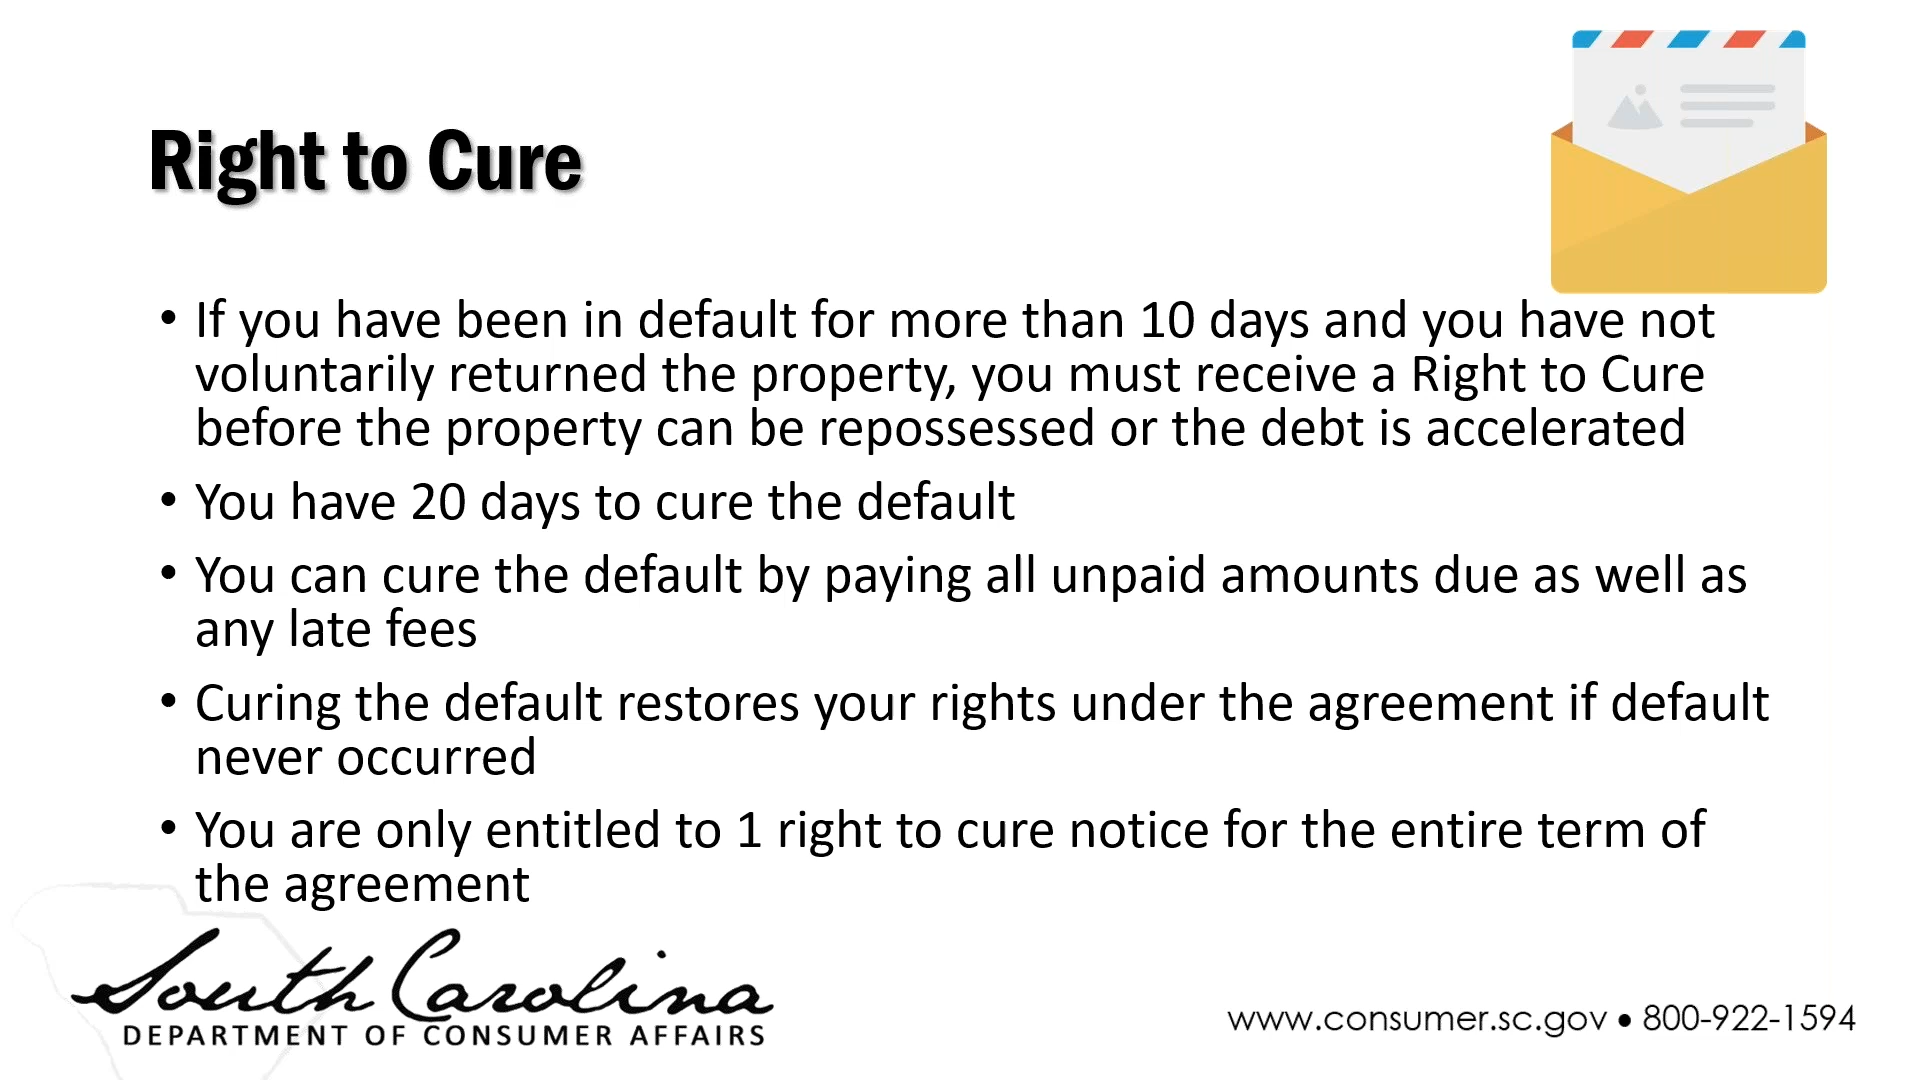 Right to Cure
• If you have been in default for more than 10 days and you have not
voluntarily returned the property, you must receive a Right to Cure
before the property can be repossessed or the debt is accelerated
• You have 20 days to cure the default
• You can cure the default by paying all unpaid amounts due as well as
any late fees
• Curing the default restores your rights under the agreement if default
never occurred
• You are only entitled to 1 right to cure notice for the entire term of
the agreement
South Carolina
DEPARTMENT OF CONSUMER AFFAIRS
www.consumer.sc.gov • 800-922-1594